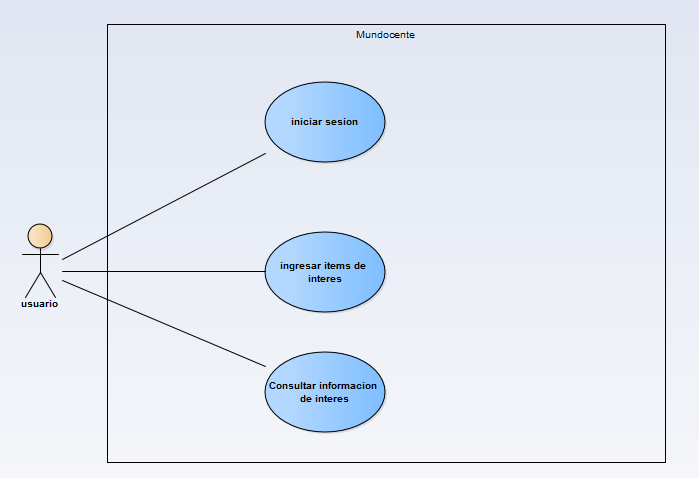 Mundocente
iniciar sesion
ingresar items de
interes
usuario
Consultar informacion
de interes